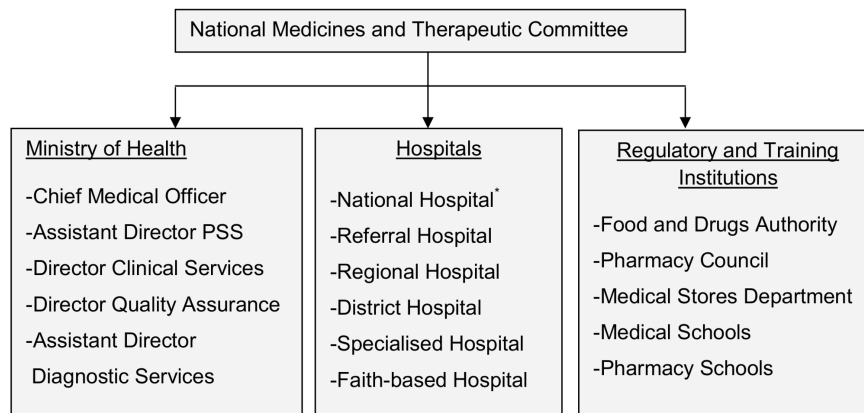 National Medicines and Therapeutic Committee
Ministry of Health
-Chief Medical Officer
-Assistant Director PSS
-Director Clinical Services
-Director Quality Assurance
-Assistant Director
Diagnostic Services
Hospitals
-National Hospital*
-Referral Hospital
-Regional Hospital
-District Hospital
-Specialised Hospital
-Faith-based Hospital
Regulatory and Training
Institutions
-Food and Drugs Authority
-Pharmacy Council
-Medical Stores Department
-Medical Schools
-Pharmacy Schools